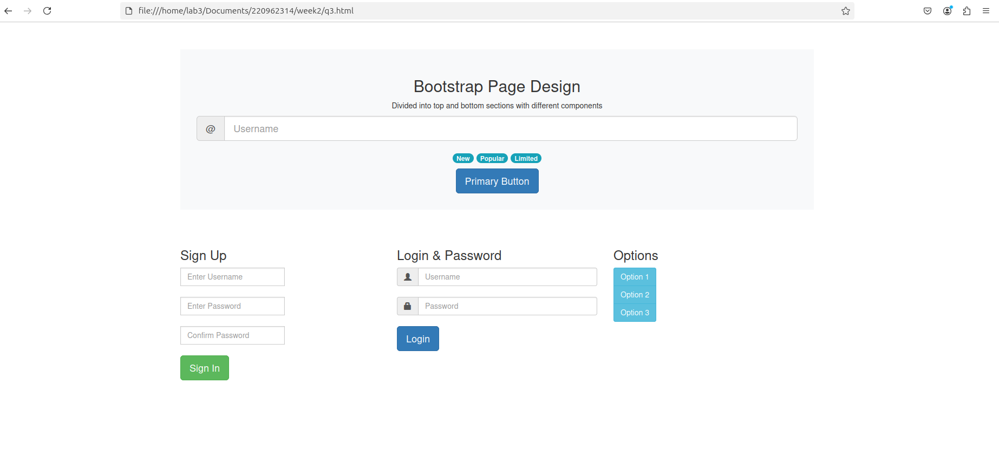 file:///home/lab3/Documents/220962314/week2/q3.html
Bootstrap Page Design
Divided into top and bottom sections with different components
@ Username
New Popular Limited
Primary Button
Sign Up
Enter Username
Enter Password
Confirm Password
Sign In
Login & Password
Username
Password
Login
Options
Option 1
Option 2
Option 3